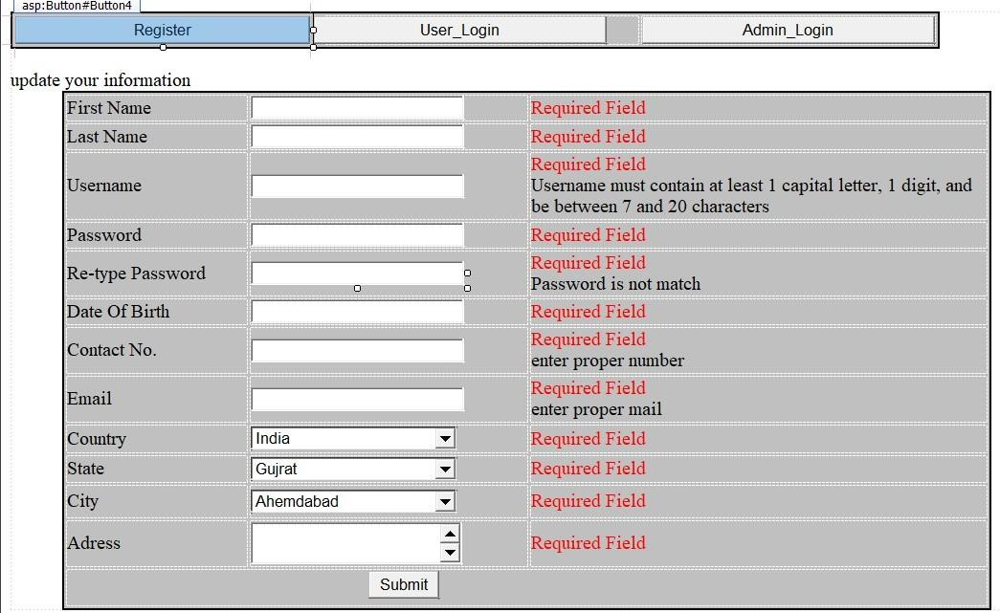 asp:Button#Button4
Register User_Login Admin_Login
update your information
First Name Required Field
Last Name Required Field
Required Field
Username Username must contain at least 1 capital letter, 1 digit, and
be between 7 and 20 characters
Password Required Field
Required Field
Re-type Password
Password is not match
Date Of Birth Required Field
Required Field
Contact No.
enter proper number
Required Field
Email
enter proper mail
Country India Required Field
State Gujrat Required Field
City Ahemdabad Required Field
Adress Required Field
Submit